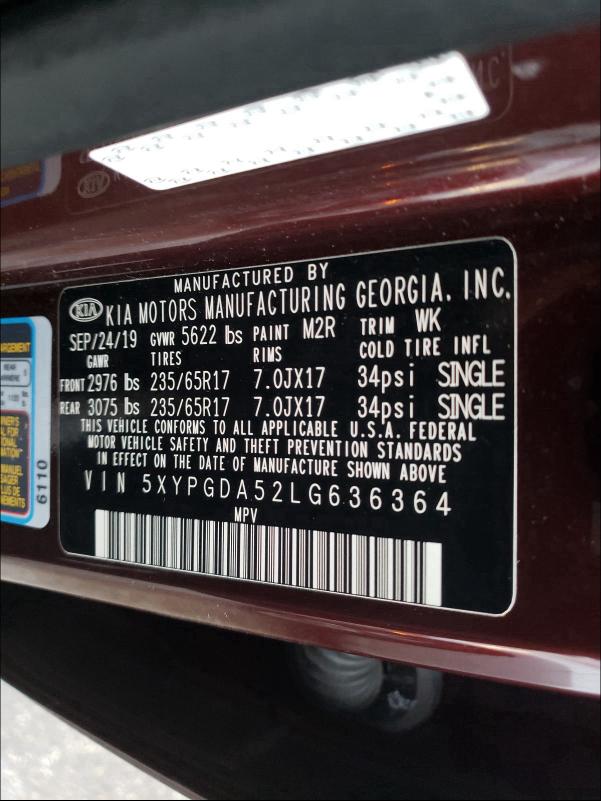 MANUFACTURED BY
KIA KIA MOTORS MANUFACTURING GEORGIA, INC.
SEP/24/19 GVWR 5622 lbs PAINT M2R TRIM WK
GAWR TIRES RIMS COLD TIRE INFL
FRONT 2976 lbs 235/65R17 7.0JX17 34psi SINGLE
REAR 3075 lbs 235/65R17 7.0JX17 34psi SINGLE
THIS VEHICLE CONFORMS TO ALL APPLICABLE U.S.A. FEDERAL
MOTOR VEHICLE SAFETY AND THEFT PREVENTION STANDARDS
IN EFFECT ON THE DATE OF MANUFACTURE SHOWN ABOVE
VIN 5XYPGDA52LG636364
MPV
REAR
MANUEL
6110